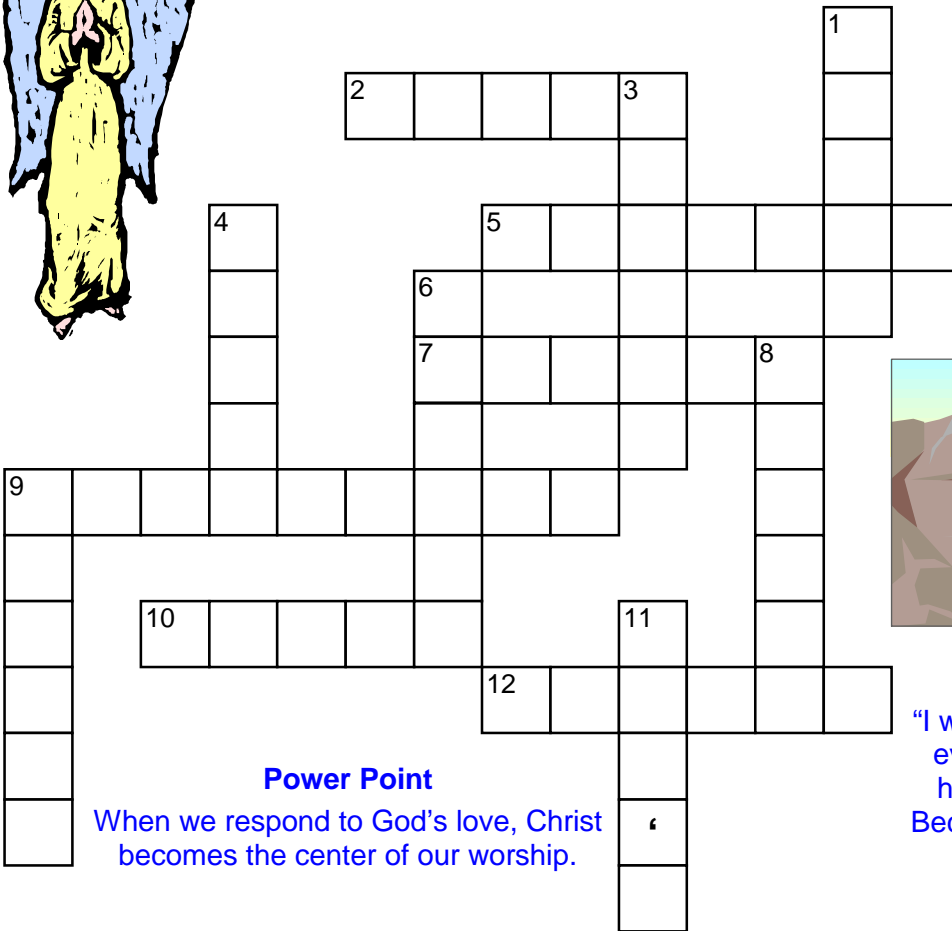 1
2 3
4 5
6
7 8
9
10 11
12
Power Point
When we respond to God's love, Christ
becomes the center of our worship.
‘
“I